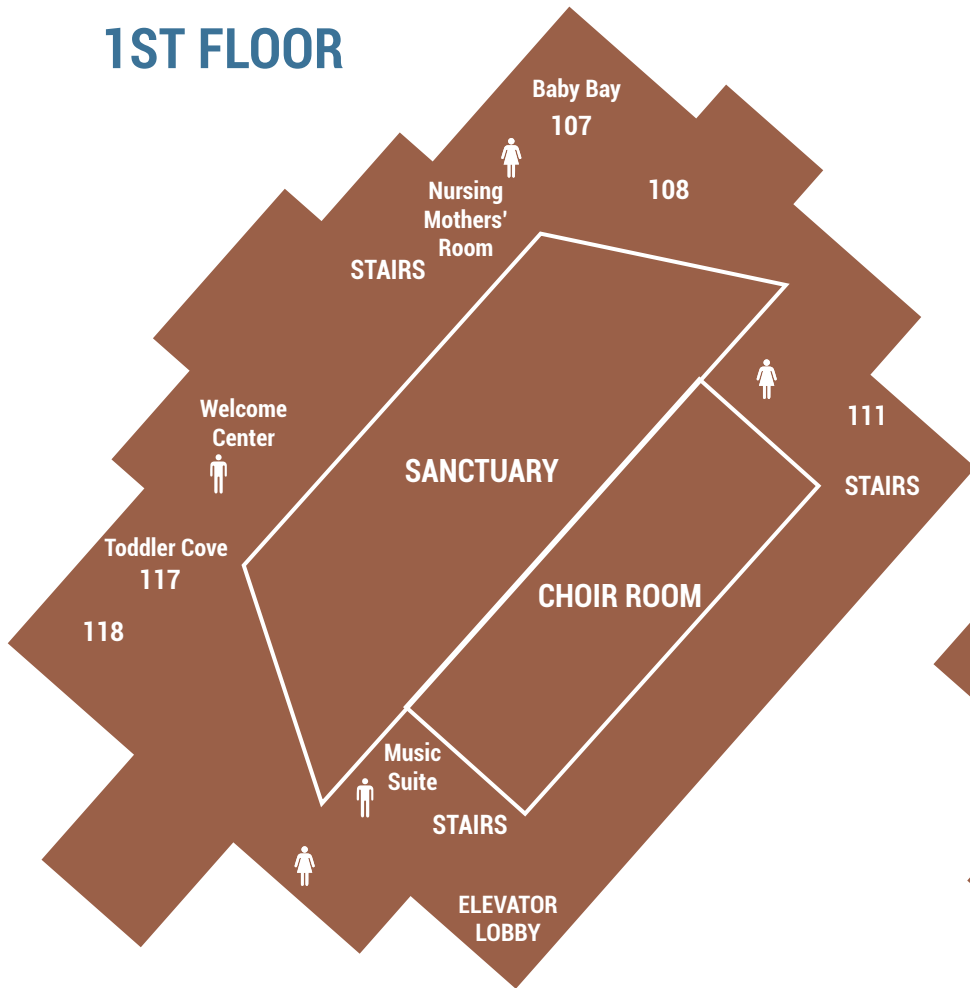 1ST FLOOR
Baby Bay
107
108
Nursing
Mothers'
Room
STAIRS
111
Welcome
Center
SANCTUARY
STAIRS
Toddler Cove
117
CHOIR ROOM
118
Music
Suite
STAIRS
ELEVATOR
LOBBY